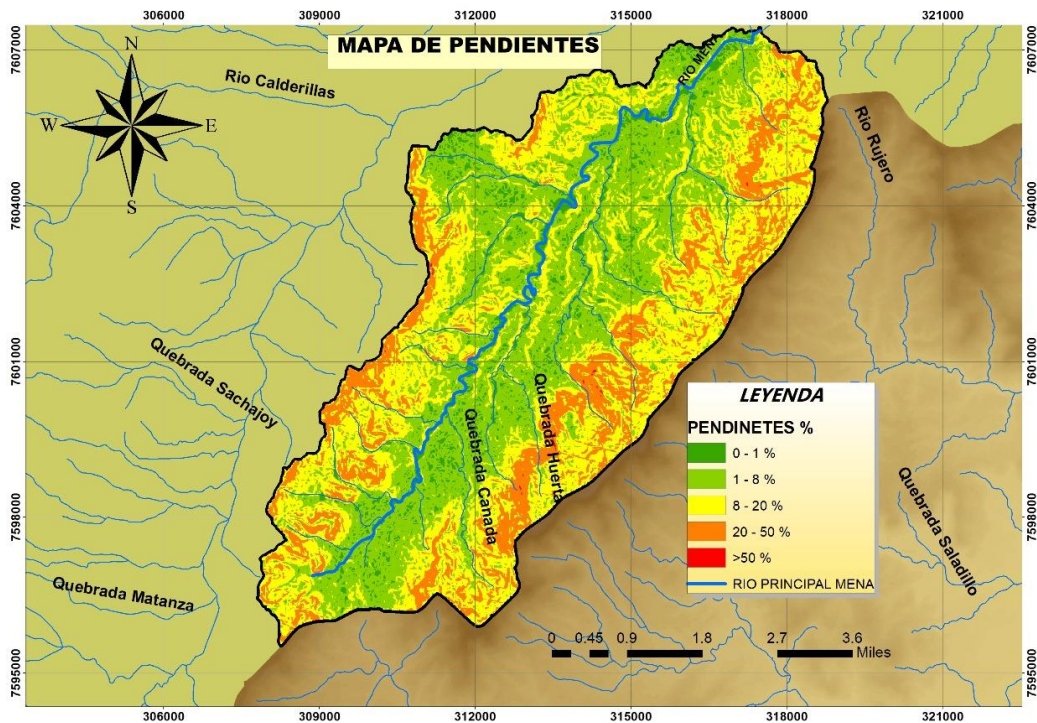 306000 309000 312000 315000 318000 321000
MAPA DE PENDIENTES
N
W E
S
Rio Calderillas
RIO MENA
Rio Rujero
7607000 7607000
7604000 7604000
7601000 7601000
7598000 7598000
7595000 7595000
Quebrada Sachajoy
Quebrada Huerta
Quebrada Canada
Quebrada Saladillo
Quebrada Matanza
LEYENDA
PENDINETES %
0 - 1 %
1 - 8 %
8 - 20 %
20 - 50 %
>50 %
RIO PRINCIPAL MENA
0 0.45 0.9 1.8 2.7 3.6
Miles
306000 309000 312000 315000 318000 321000